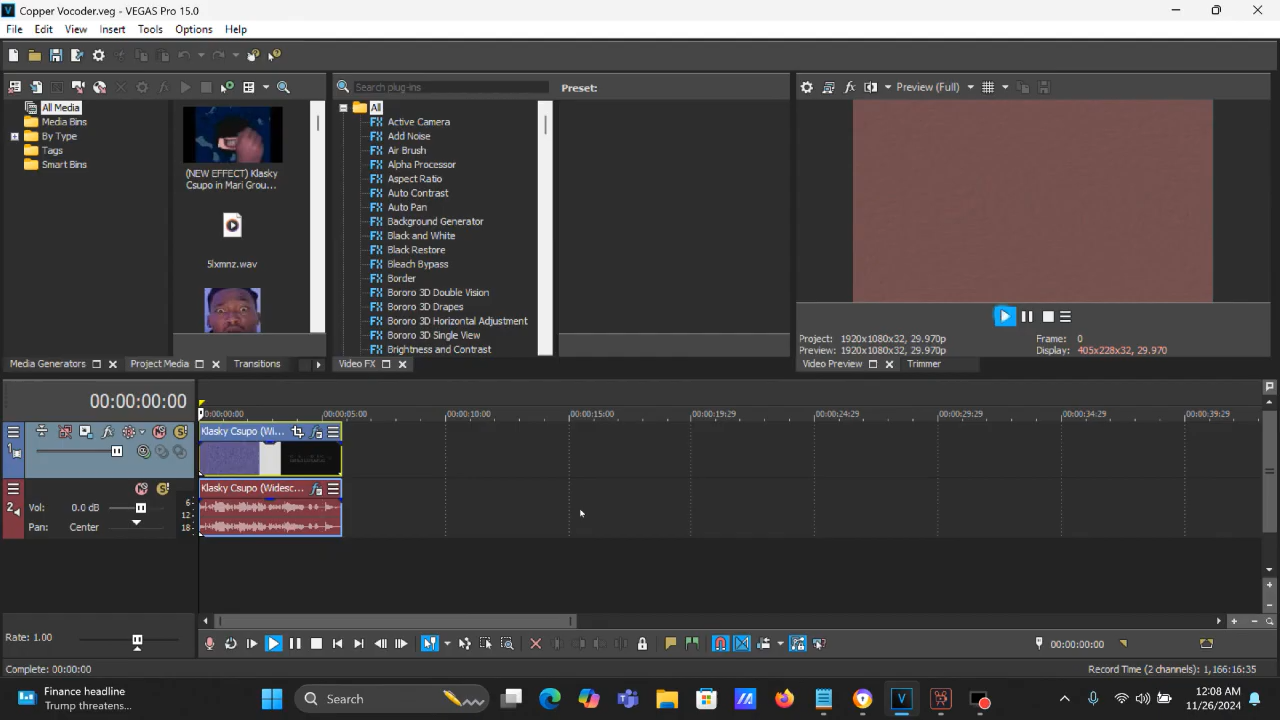 Copper Vocoder.veg - VEGAS Pro 15.0
File Edit View Insert Tools Options Help
Search plug-ins
Preset:
Preview (Full)
All Media
Media Bins
By Type
Tags
Smart Bins
(NEW EFFECT) Klasky
Csupo in Mari Grou...
5lxmnz.wav
All
Active Camera
Add Noise
Air Brush
Alpha Processor
Aspect Ratio
Auto Contrast
Auto Pan
Background Generator
Black and White
Black Restore
Bleach Bypass
Border
Bororo 3D Double Vision
Bororo 3D Drapes
Bororo 3D Horizontal Adjustment
Bororo 3D Single View
Brightness and Contrast
Project: 1920x1080x32, 29.970p
Frame: 0
Preview: 1920x1080x32, 29.970p
Display: 405x228x32, 29.970
Media Generators
Project Media
Transitions
Video FX
Video Preview
Trimmer
00:00:00:00
00:00:00:00 00:00:05:00 00:00:10:00 00:00:15:00 00:00:19:29 00:00:24:29 00:00:29:29 00:00:34:29 00:00:39:29
1
Klasky Csupo (Wi...
2
Klasky Csupo (Widesc...
Vol: 0.0 dB
Pan: Center
6
12
18
Rate: 1.00
00:00:00:00
Complete: 00:00:00
Record Time (2 channels): 1,166:16:35
Finance headline
Trump threatens...
Search
12:08 AM
11/26/2024